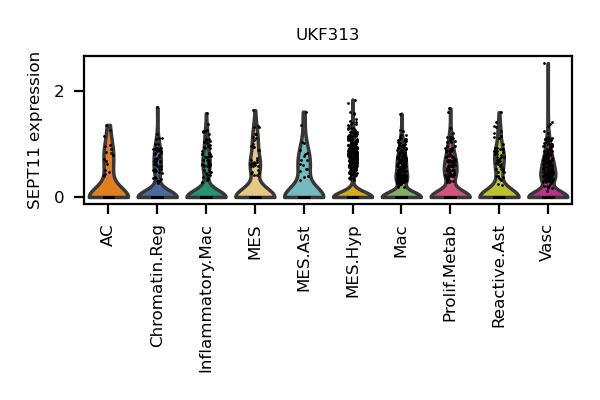 UKF313
SEPT11 expression
2
0
AC
Chromatin.Reg
Inflammatory.Mac
MES
MES.Ast
MES.Hyp
Mac
Prolif.Metab
Reactive.Ast
Vasc